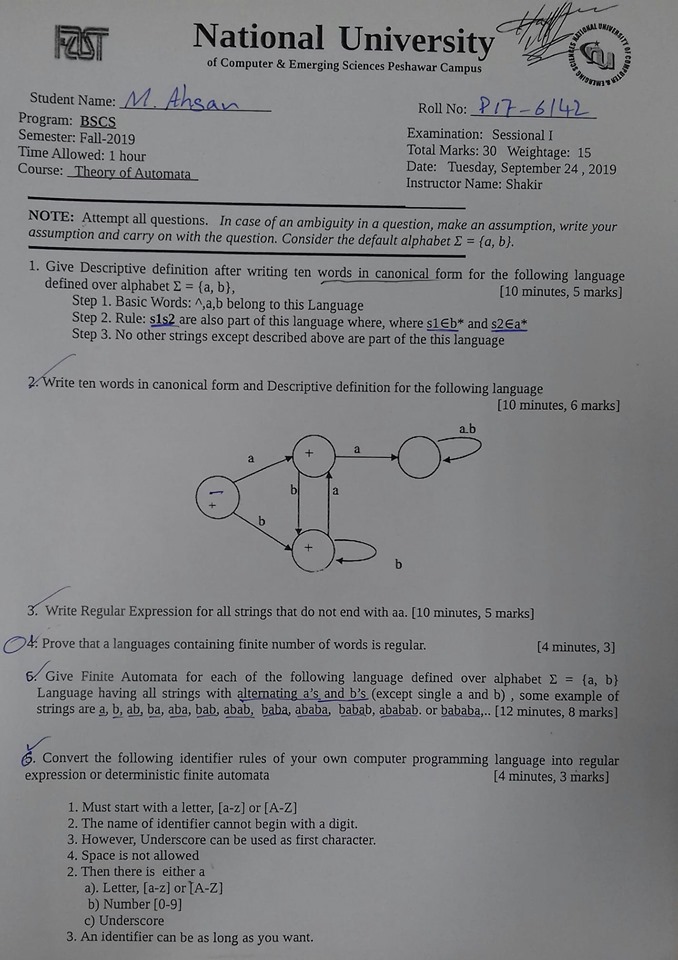 FAST
National University
of Computer & Emerging Sciences Peshawar Campus
Student Name: M. Ahsan
Roll No: P17-6142
Program: BSCS
Semester: Fall-2019
Time Allowed: 1 hour
Course: Theory of Automata
Examination: Sessional I
Total Marks: 30 Weightage: 15
Date: Tuesday, September 24 , 2019
Instructor Name: Shakir
NOTE: Attempt all questions. In case of an ambiguity in a question, make an assumption, write your
assumption and carry on with the question. Consider the default alphabet Σ = {a, b}.
1. Give Descriptive definition after writing ten words in canonical form for the following language
defined over alphabet Σ = {a, b}, [10 minutes, 5 marks]
Step 1. Basic Words: ^,a,b belong to this Language
Step 2. Rule: s1s2 are also part of this language where, where s1∈b* and s2∈a*
Step 3. No other strings except described above are part of the this language
2. Write ten words in canonical form and Descriptive definition for the following language
[10 minutes, 6 marks]
a.b
a
+
a
b
a
-
+
b
+
b
3. Write Regular Expression for all strings that do not end with aa. [10 minutes, 5 marks]
4. Prove that a languages containing finite number of words is regular. [4 minutes, 3]
Give Finite Automata for each of the following language defined over alphabet Σ = {a, b}
Language having all strings with alternating a's and b's (except single a and b) , some example of
strings are a, b, ab, ba, aba, bab, abab, baba, ababa, babab, ababab. or bababa,.. [12 minutes, 8 marks]
Convert the following identifier rules of your own computer programming language into regular
expression or deterministic finite automata [4 minutes, 3 marks]
1. Must start with a letter, [a-z] or [A-Z]
2. The name of identifier cannot begin with a digit.
3. However, Underscore can be used as first character.
4. Space is not allowed
2. Then there is either a
a). Letter, [a-z] or [A-Z]
b) Number [0-9]
c) Underscore
3. An identifier can be as long as you want.